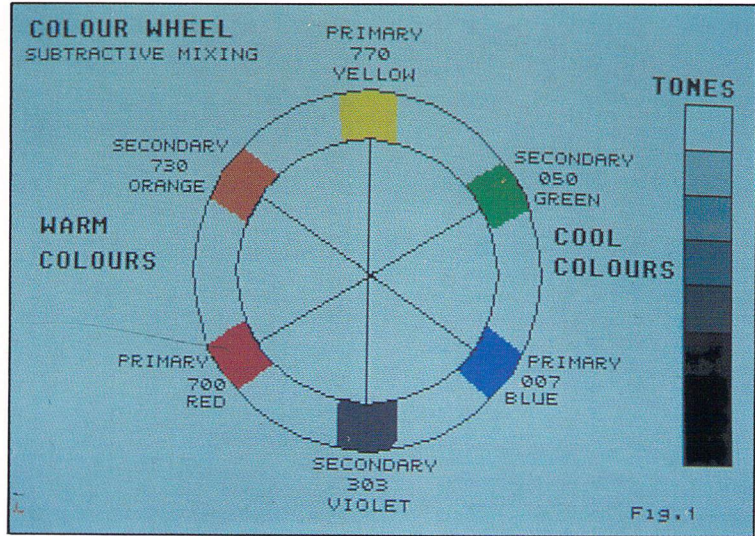 COLOUR WHEEL
SUBTRACTIVE MIXING
PRIMARY
770
YELLOW
TONES
SECONDARY
730
ORANGE
SECONDARY
050
GREEN
WARM
COLOURS
COOL
COLOURS
PRIMARY
700
RED
PRIMARY
007
BLUE
SECONDARY
303
VIOLET
Fig.1